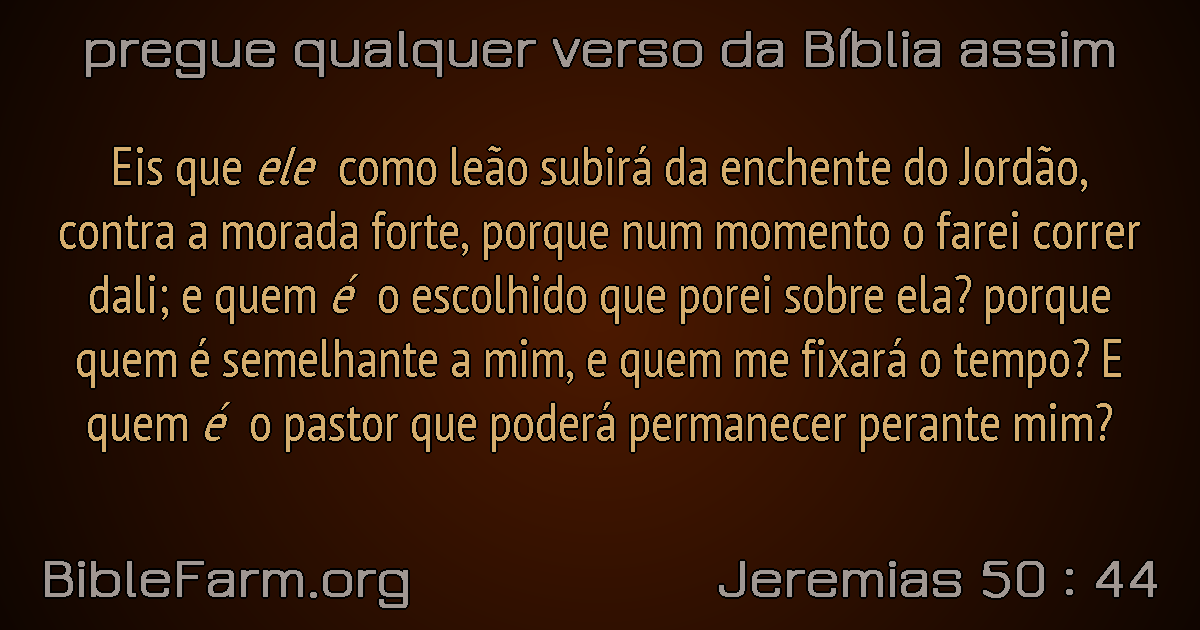 pregue qualquer verso da Bíblia assim
Eis que ele como leão subirá da enchente do Jordão,
contra a morada forte, porque num momento o farei correr
dali; e quem é o escolhido que porei sobre ela? porque
quem é semelhante a mim, e quem me fixará o tempo? E
quem é o pastor que poderá permanecer perante mim?
BibleFarm.org
Jeremias 50 : 44